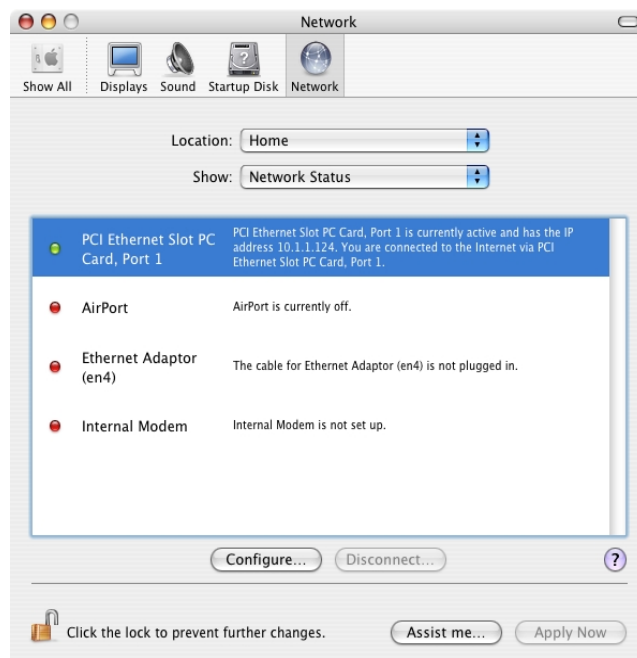 Network
Show All Displays Sound Startup Disk Network
Location: Home
Show: Network Status
PCI Ethernet Slot PC
Card, Port 1
PCI Ethernet Slot PC Card, Port 1 is currently active and has the IP
address 10.1.1.124. You are connected to the Internet via PCI
Ethernet Slot PC Card, Port 1.
AirPort
AirPort is currently off.
Ethernet Adaptor
(en4)
The cable for Ethernet Adaptor (en4) is not plugged in.
Internal Modem
Internal Modem is not set up.
Configure... Disconnect... ?
Click the lock to prevent further changes. Assist me... Apply Now